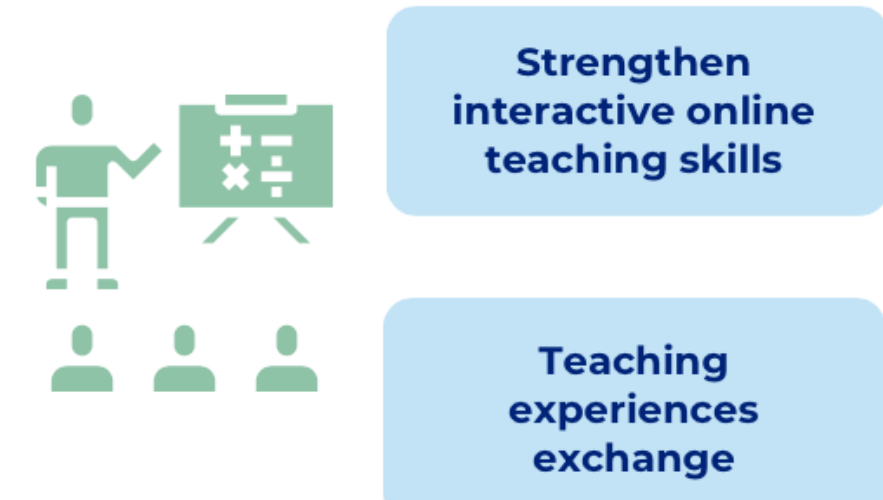 Strengthen
interactive online
teaching skills
Teaching
experiences
exchange